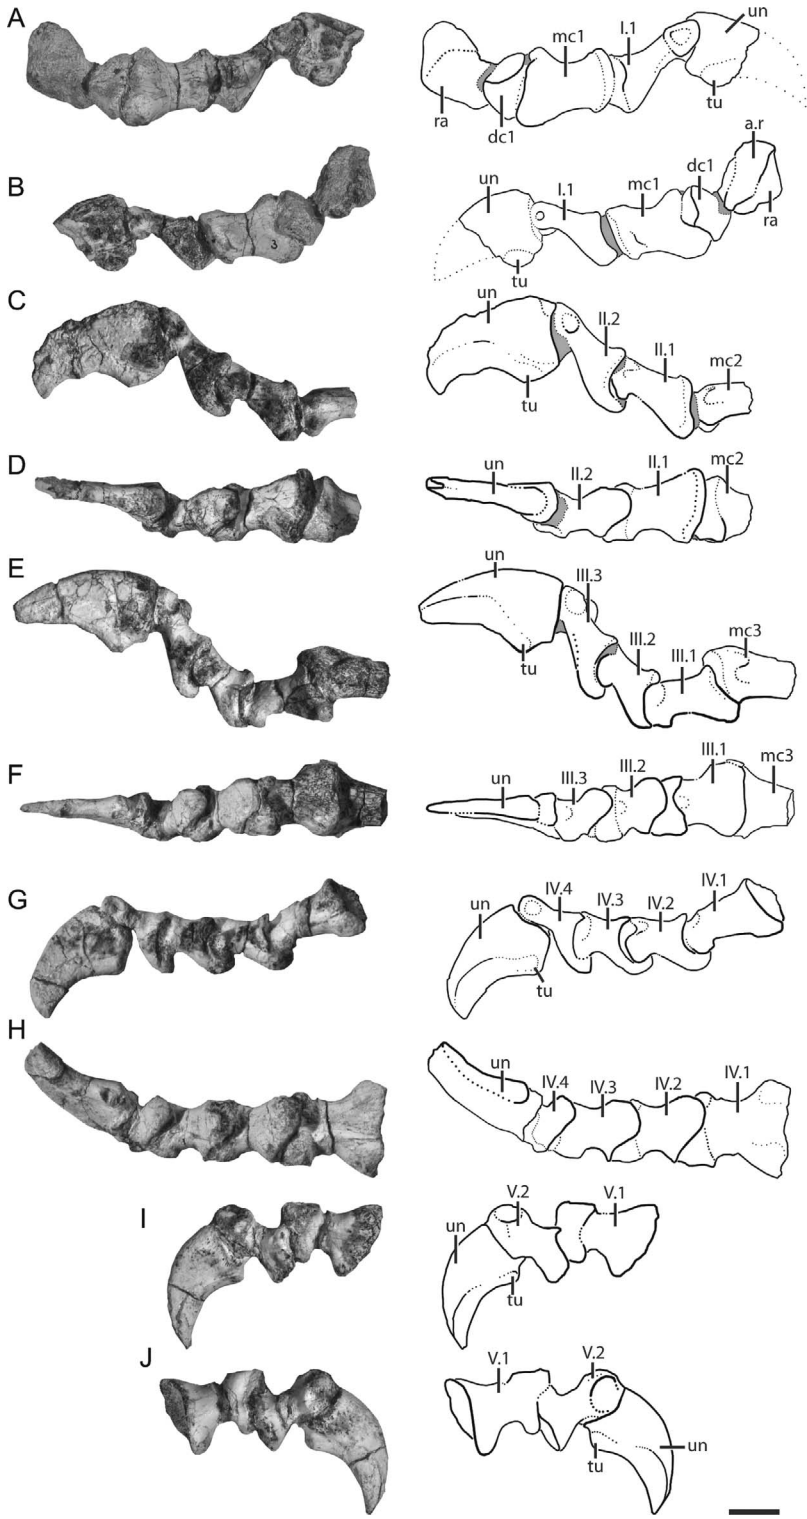 A
un
I.1
mc1
ra
dc1
tu
B
a.r
dc1
mc1
I.1
un
ra
tu
3
C
un
II.2
II.1
mc2
tu
D
un
II.2
II.1
mc2
E
un
III.3
III.2
III.1
mc3
tu
F
un
III.3
III.2
III.1
mc3
G
un
IV.4
IV.3
IV.2
IV.1
tu
H
un
IV.4
IV.3
IV.2
IV.1
I
un
V.2
V.1
tu
J
V.1
V.2
tu
un